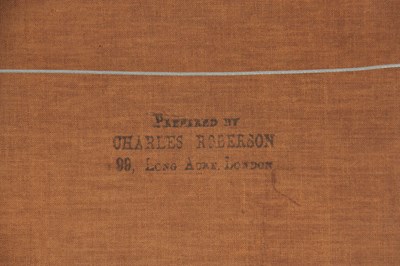 PREPARED BY
CHARLES ROBERSON
99, LONG ACRE, LONDON